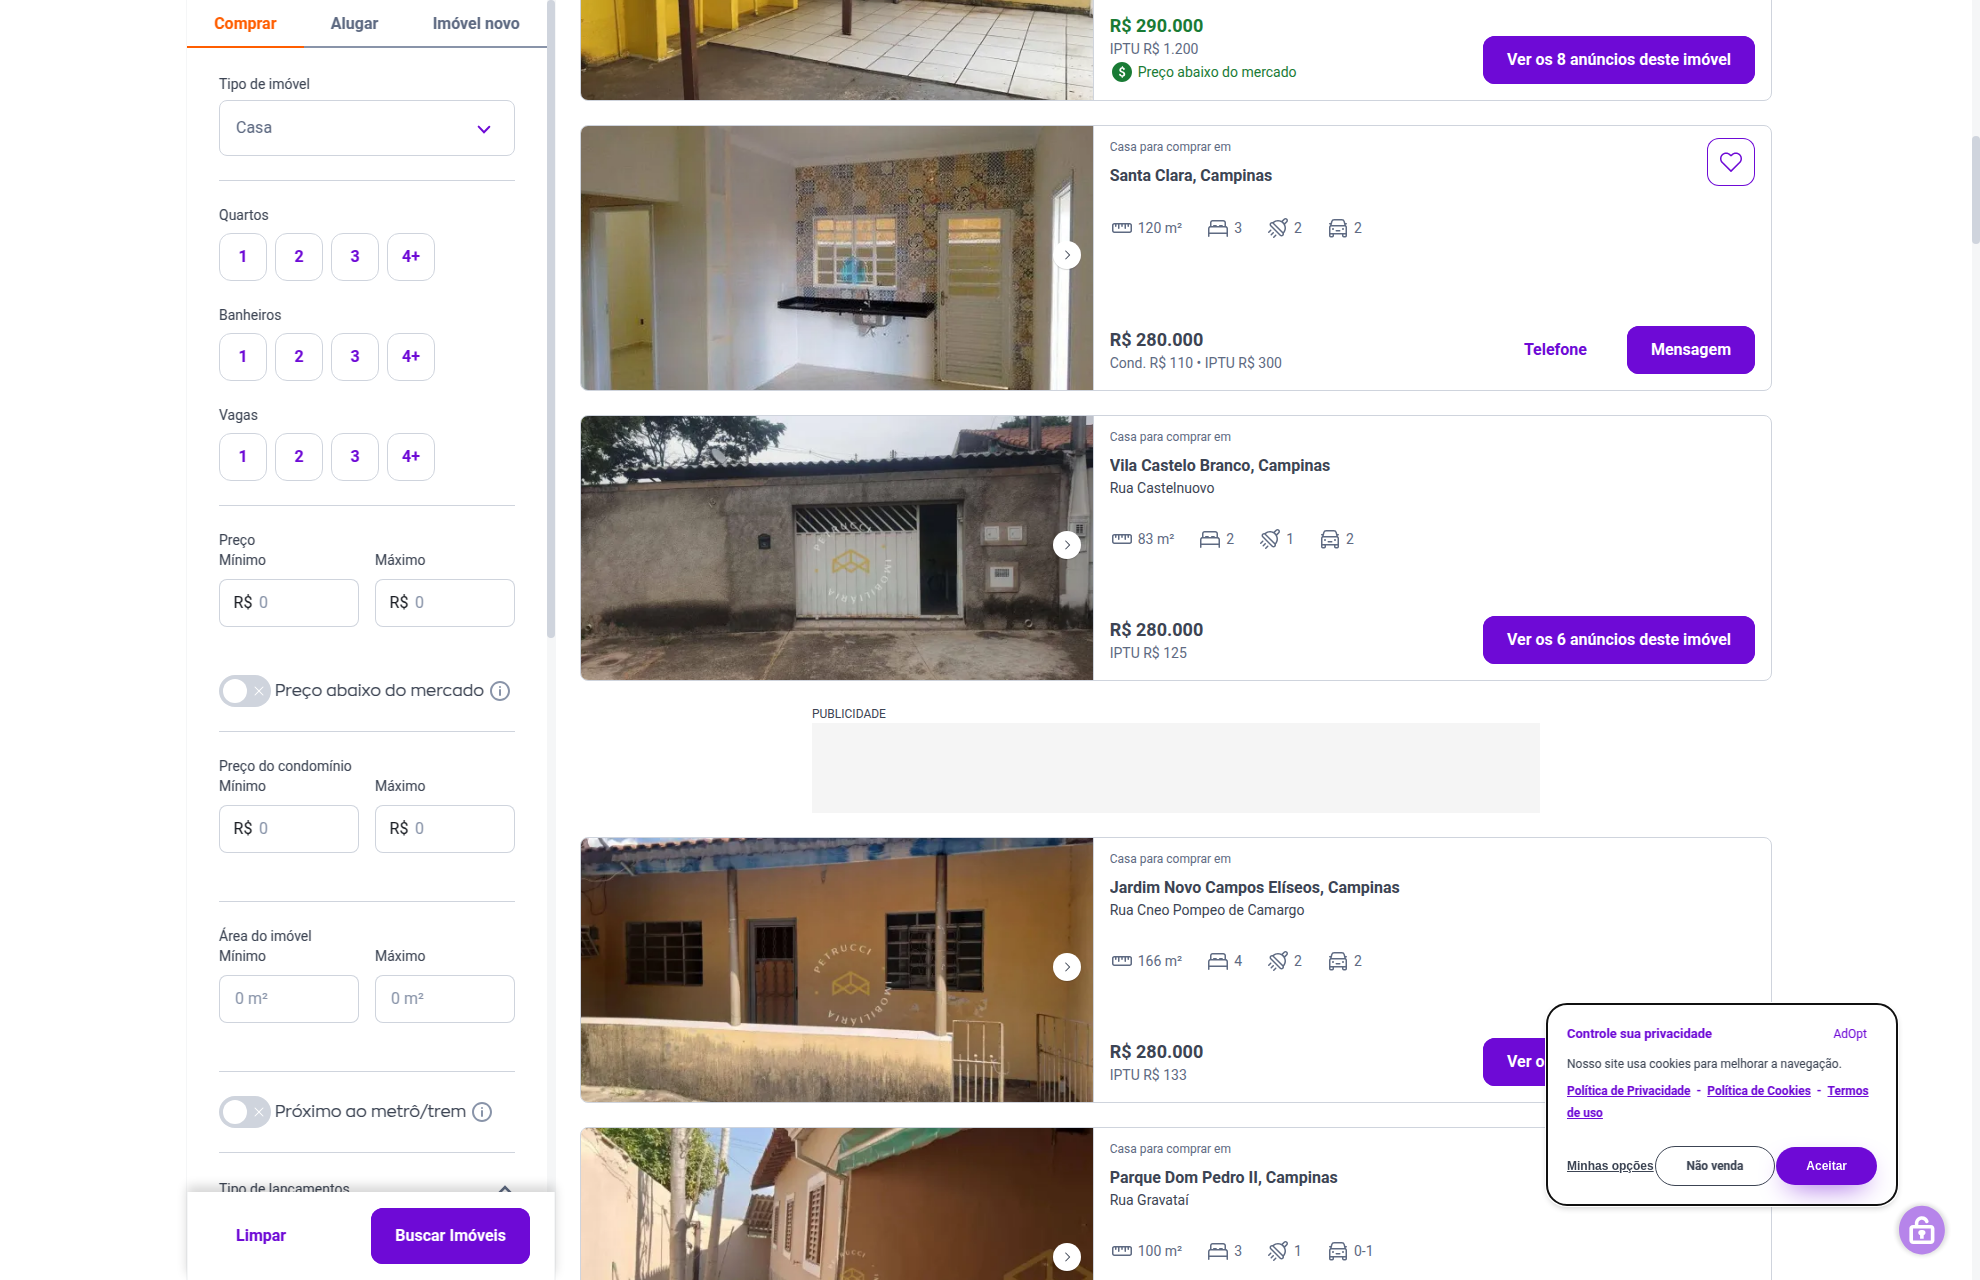 Comprar
Alugar
Imóvel novo
Tipo de imóvel
Casa
Quartos
1
2
3
4+
Banheiros
1
2
3
4+
Vagas
1
2
3
4+
Preço
Mínimo
Máximo
R$ 0
R$ 0
Preço abaixo do mercado
Preço do condomínio
Mínimo
Máximo
R$ 0
R$ 0
Área do imóvel
Mínimo
Máximo
0 m²
0 m²
Próximo ao metrô/trem
Tipo de lançamentos
Limpar
Buscar Imóveis
R$ 290.000
IPTU R$ 1.200
$ Preço abaixo do mercado
Ver os 8 anúncios deste imóvel
Casa para comprar em
Santa Clara, Campinas
120 m²
3
2
2
R$ 280.000
Cond. R$ 110 • IPTU R$ 300
Telefone
Mensagem
PETRUCCI
IMOBILIÁRIA
Casa para comprar em
Vila Castelo Branco, Campinas
Rua Castelnuovo
83 m²
2
1
2
R$ 280.000
IPTU R$ 125
Ver os 6 anúncios deste imóvel
PUBLICIDADE
PETRUCCI
IMOBILIÁRIA
Casa para comprar em
Jardim Novo Campos Elíseos, Campinas
Rua Cneo Pompeo de Camargo
166 m²
4
2
2
R$ 280.000
IPTU R$ 133
Ver o
PETRUCCI
Casa para comprar em
Parque Dom Pedro II, Campinas
Rua Gravataí
100 m²
3
1
0-1
Controle sua privacidade
AdOpt
Nosso site usa cookies para melhorar a navegação.
Política de Privacidade - Política de Cookies - Termos
de uso
Minhas opções
Não venda
Aceitar